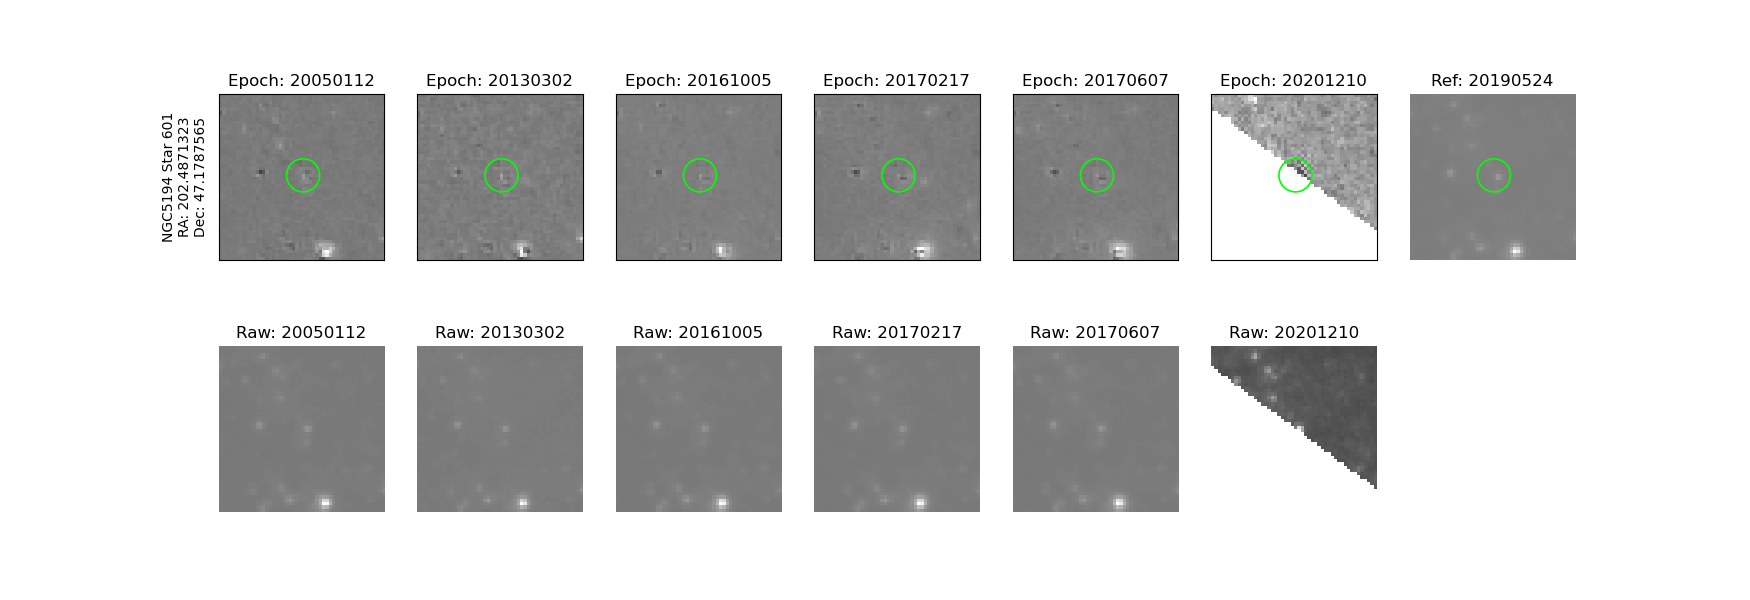 Epoch: 20050112
Epoch: 20130302
Epoch: 20161005
Epoch: 20170217
Epoch: 20170607
Epoch: 20201210
Ref: 20190524
NGC5194 Star 601
RA: 202.4871323
Dec: 47.1787565
Raw: 20050112
Raw: 20130302
Raw: 20161005
Raw: 20170217
Raw: 20170607
Raw: 20201210